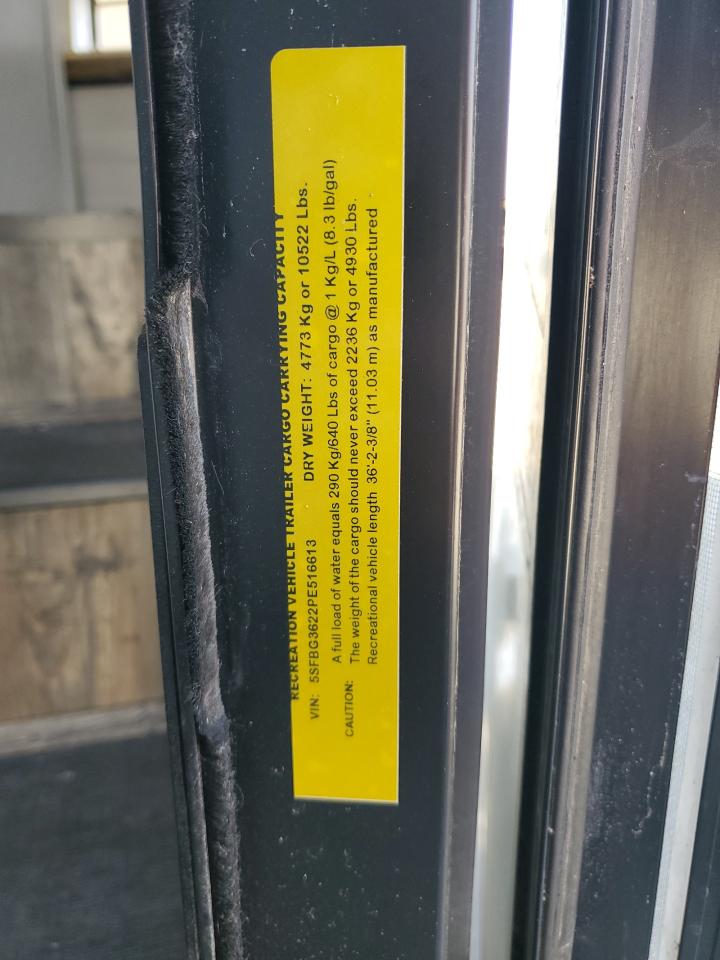 RECREATION VEHICLE TRAILER CARGO CARRYING CAPACITY
VIN: 5SFBG3622PE516613 DRY WEIGHT: 4773 Kg or 10522 Lbs.
A full load of water equals 290 Kg/640 Lbs of cargo @ 1 Kg/L (8.3 lb/gal)
CAUTION: The weight of the cargo should never exceed 2236 Kg or 4930 Lbs.
Recreational vehicle length 36'-2-3/8" (11.03 m) as manufactured